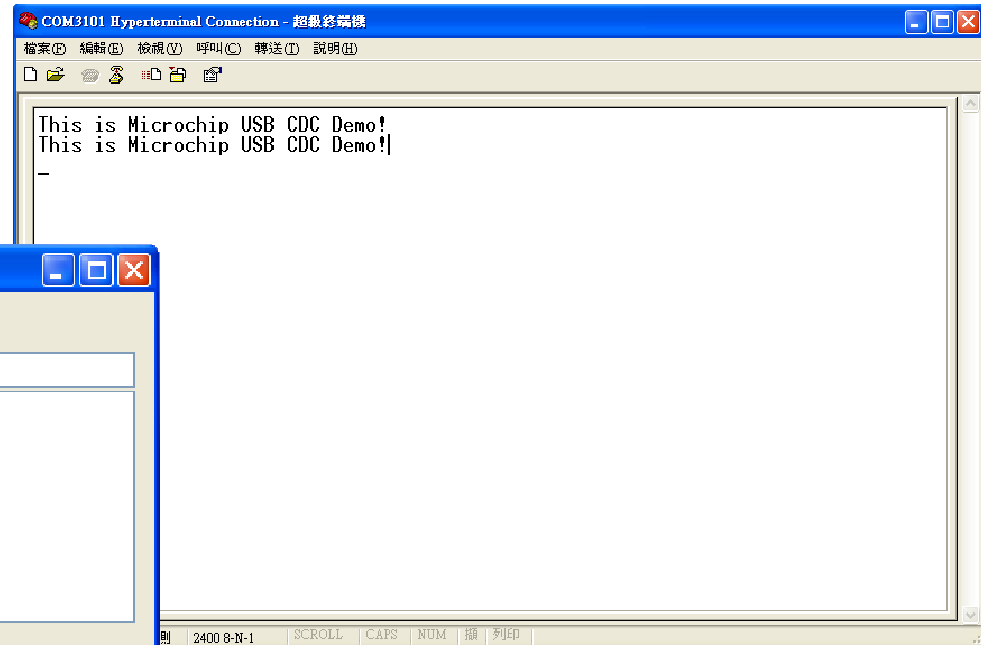 COM3101 Hyperterminal Connection - 超級終端機
檔案(F) 編輯(E) 檢視(V) 呼叫(C) 轉送(T) 說明(H)
This is Microchip USB CDC Demo!
This is Microchip USB CDC Demo!
2400 8-N-1 SCROLL CAPS NUM 擷 列印